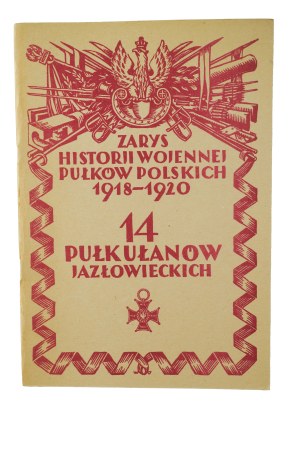 ZARYS
HISTORII WOJENNEJ
PUŁKÓW POLSKICH
1918-1920
14
PUŁK UŁANÓW
JAZŁOWIECKICH